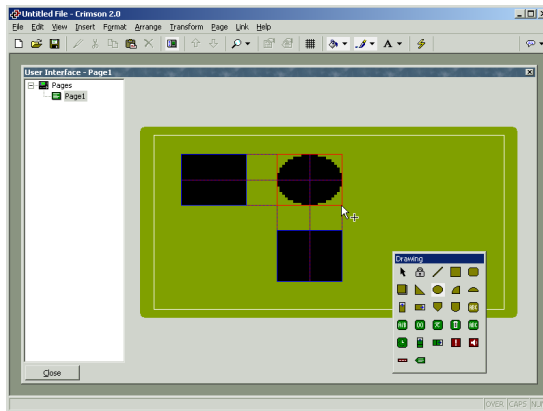 Untitled File - Crimson 2.0
File Edit View Insert Format Arrange Transform Page Link Help
A
User Interface - Page1
Pages
Page1
Drawing
Close
OVER CAPS NU